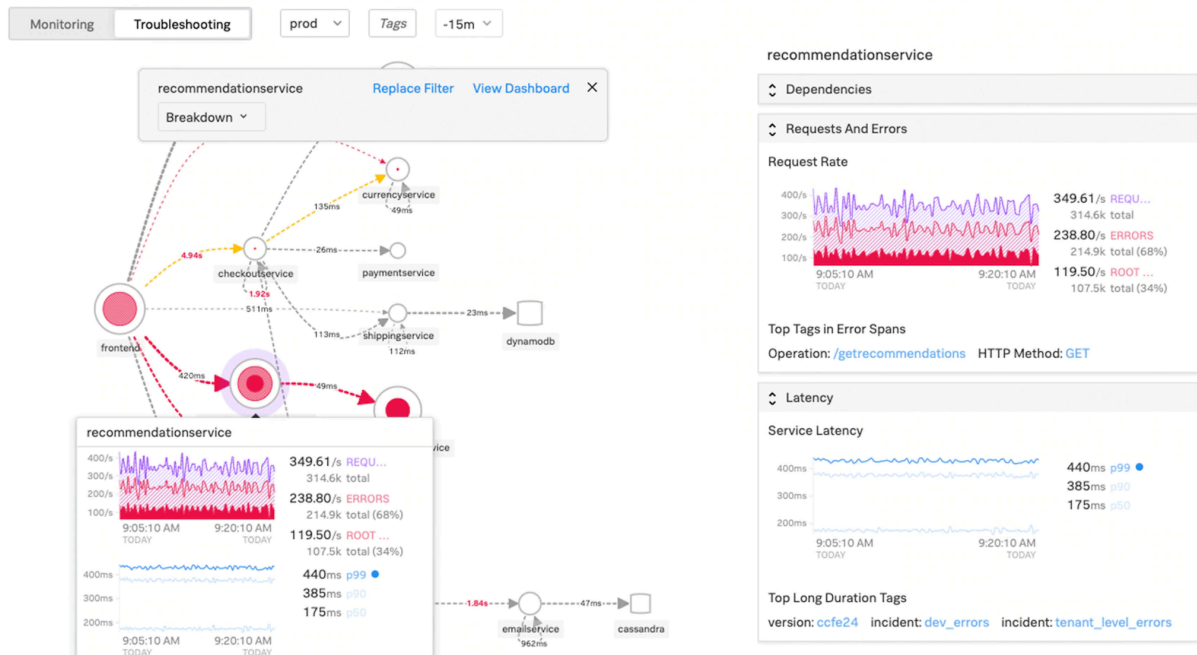 Monitoring
Troubleshooting
prod
Tags
-15m
recommendationservice
Replace Filter
View Dashboard
Breakdown
currencyservice
49ms
135ms
4.94s
26ms
checkoutservice
paymentservice
1.92s
511ms
113ms
shippingservice
112ms
23ms
dynamodb
frontend
420ms
49ms
vice
recommendationservice
400/s
300/s
200/s
100/s
9:05:10 AM
TODAY
9:20:10 AM
TODAY
349.61/s REQU...
314.6k total
238.80/s ERRORS
214.9k total (68%)
119.50/s ROOT ...
107.5k total (34%)
400ms
300ms
200ms
9:05:10 AM
TODAY
9:20:10 AM
TODAY
440ms p99
385ms p90
175ms p50
1.84s
emailservice
962ms
47ms
cassandra
recommendationservice
Dependencies
Requests And Errors
Request Rate
400/s
300/s
200/s
100/s
9:05:10 AM
TODAY
9:20:10 AM
TODAY
349.61/s REQU...
314.6k total
238.80/s ERRORS
214.9k total (68%)
119.50/s ROOT ...
107.5k total (34%)
Top Tags in Error Spans
Operation: /getrecommendations HTTP Method: GET
Latency
Service Latency
400ms
300ms
200ms
9:05:10 AM
TODAY
9:20:10 AM
TODAY
440ms p99
385ms p90
175ms p50
Top Long Duration Tags
version: ccfe24 incident: dev_errors incident: tenant_level_errors